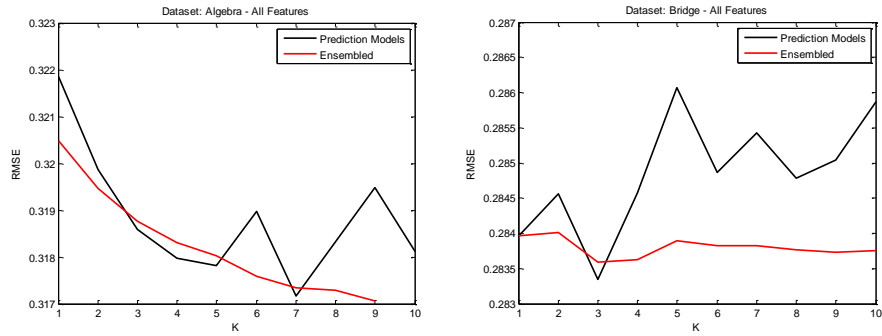 Dataset: Algebra - All Features
0.323
0.322
0.321
0.32
0.319
0.318
0.317
RMSE
Prediction Models
Ensembled
1 2 3 4 5 6 7 8 9 10
K
Dataset: Bridge - All Features
0.287
0.2865
0.286
0.2855
0.285
0.2845
0.284
0.2835
0.283
RMSE
Prediction Models
Ensembled
1 2 3 4 5 6 7 8 9 10
K